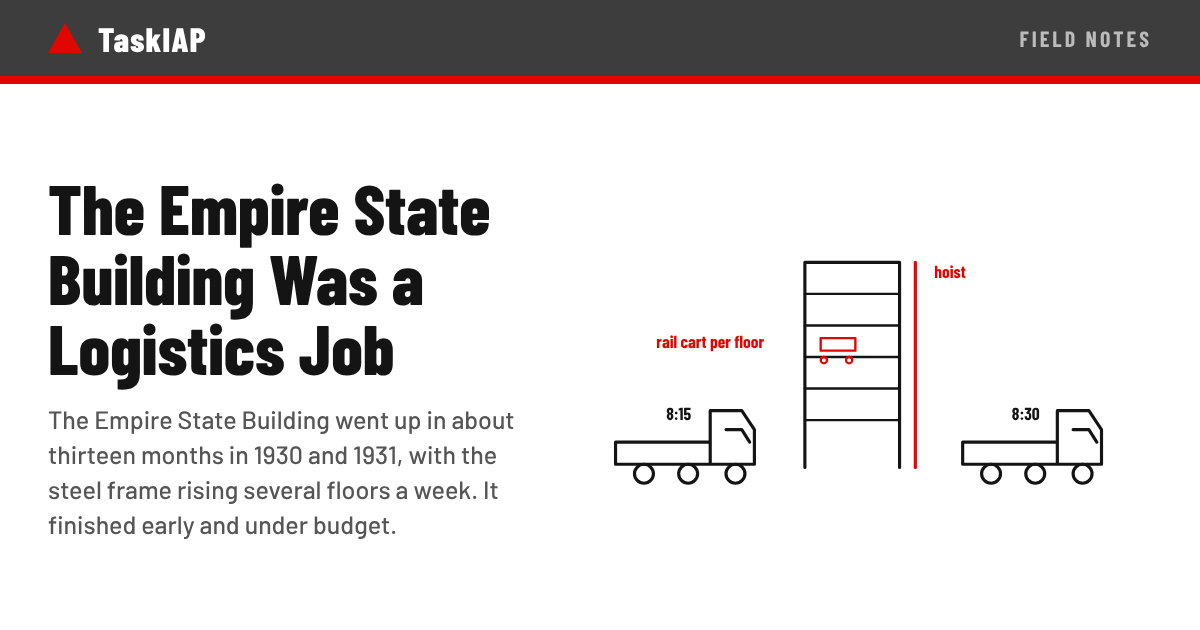 TaskIAP
FIELD NOTES
The Empire State
Building Was a
Logistics Job
The Empire State Building went up in about
thirteen months in 1930 and 1931, with the
steel frame rising several floors a week. It
finished early and under budget.
hoist
rail cart per floor
8:15
8:30